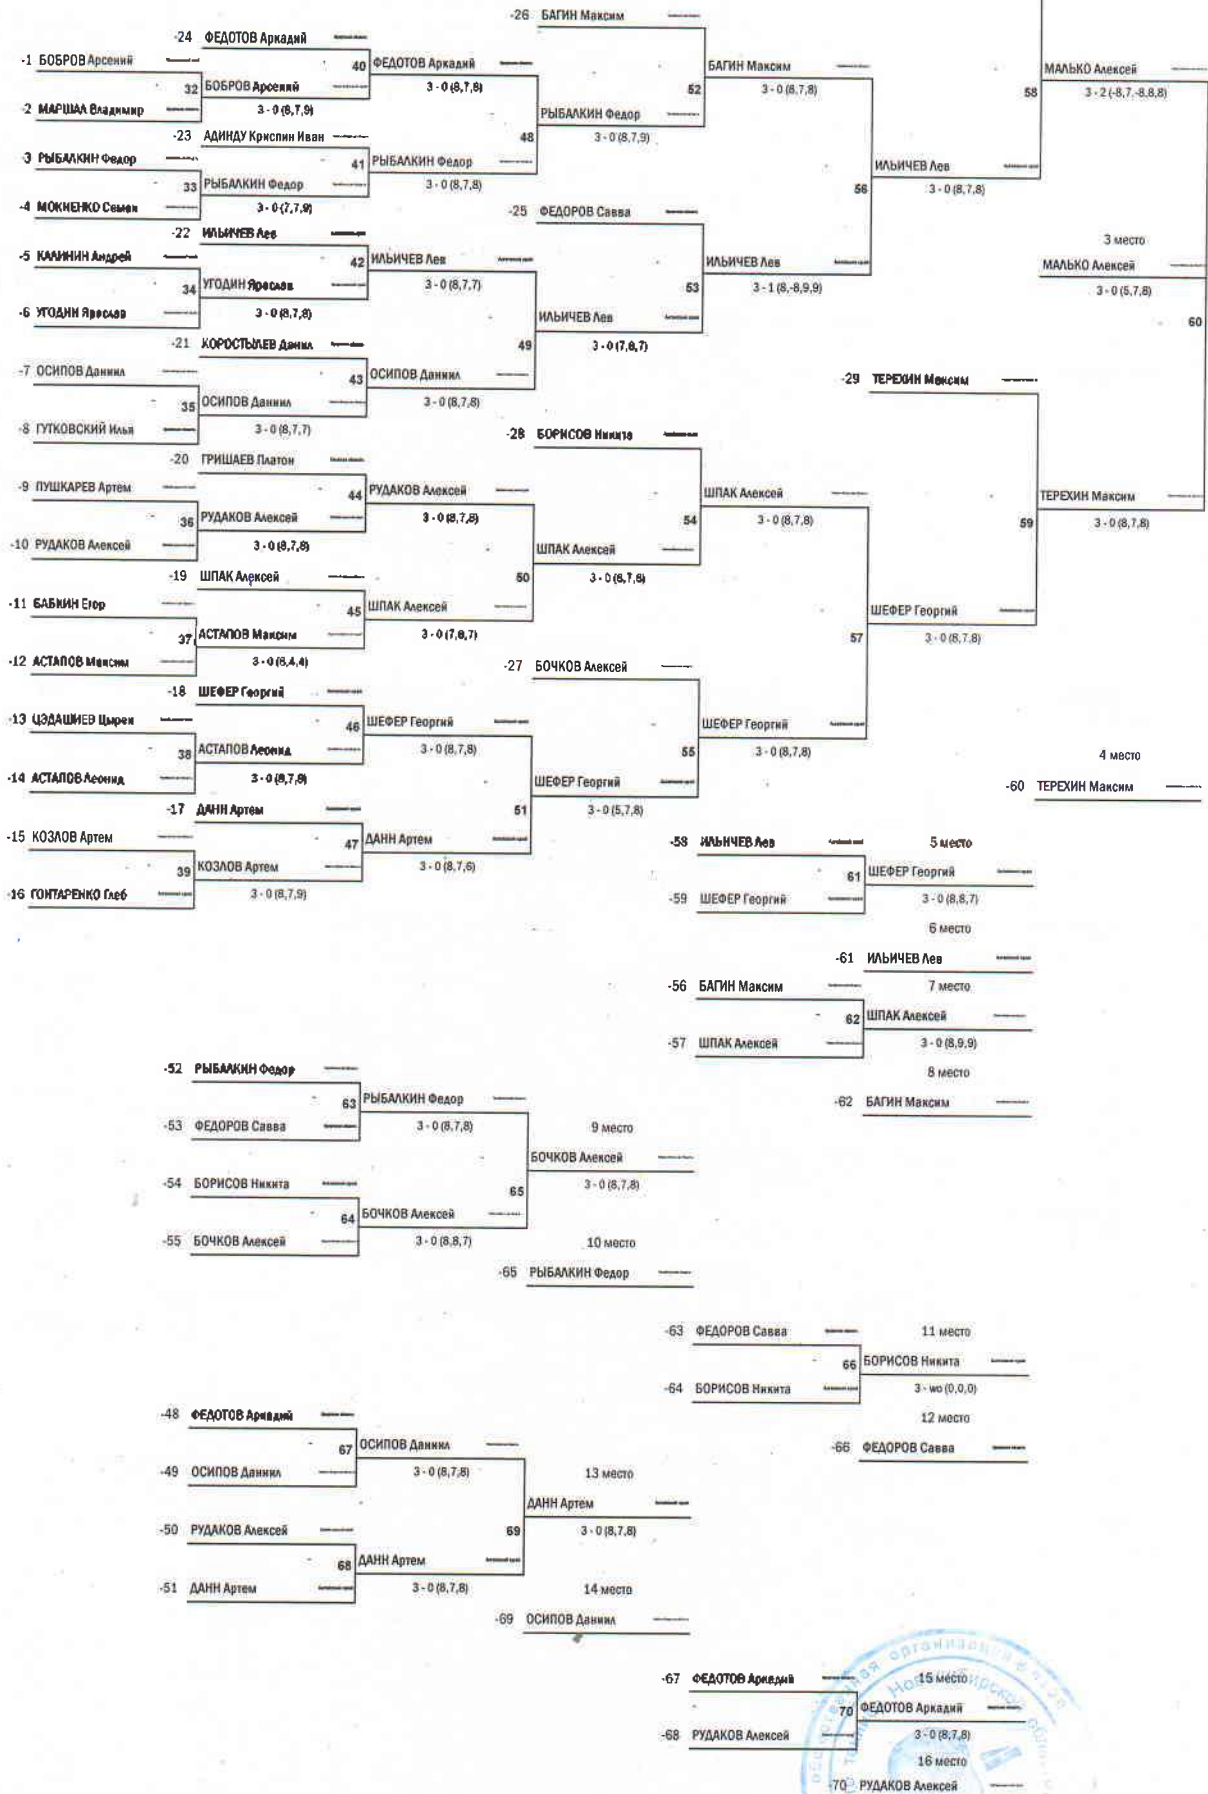 -26 БАГИН Максим
-24 ФЕДОТОВ Аркадий
-1 БОБРОВ Арсений
40 ФЕДОТОВ Аркадий
3 - 0 (8,7,8)
52 БАГИН Максим
3 - 0 (8,7,8)
58 МАЛЬКО Алексей
3 - 2 (-8,7,-8,8,8)
32 БОБРОВ Арсений
3 - 0 (8,7,9)
-2 МАРШАЛ Владимир
РЫБАЛКИН Федор
3 - 0 (8,7,9)
-23 АДИНДУ Криспин Иван
48
-3 РЫБАЛКИН Федор
41 РЫБАЛКИН Федор
3 - 0 (8,7,8)
ИЛЬИЧЕВ Лев
3 - 0 (8,7,8)
33 РЫБАЛКИН Федор
3 - 0 (7,7,9)
56
-4 МОКИЕНКО Семен
-25 ФЕДОРОВ Савва
-22 ИЛЬИЧЕВ Лев
3 место
-5 КАЛИНИН Андрей
42 ИЛЬИЧЕВ Лев
3 - 0 (8,7,7)
ИЛЬИЧЕВ Лев
3 - 1 (8,-8,9,9)
МАЛЬКО Алексей
3 - 0 (5,7,8)
34 УГОДИН Ярослав
3 - 0 (8,7,8)
53
-6 УГОДИН Ярослав
ИЛЬИЧЕВ Лев
3 - 0 (7,8,7)
60
-21 КОРОСТЫЛЕВ Данил
49
-7 ОСИПОВ Даниил
43 ОСИПОВ Даниил
3 - 0 (8,7,8)
-29 ТЕРЕХИН Максим
35 ОСИПОВ Даниил
3 - 0 (8,7,7)
-8 ГУТКОВСКИЙ Илья
-28 БОРИСОВ Никита
-20 ГРИШАЕВ Платон
-9 ПУШКАРЕВ Артем
44 РУДАКОВ Алексей
3 - 0 (8,7,8)
ШПАК Алексей
3 - 0 (8,7,8)
ТЕРЕХИН Максим
3 - 0 (8,7,8)
36 РУДАКОВ Алексей
3 - 0 (8,7,8)
54
59
-10 РУДАКОВ Алексей
ШПАК Алексей
3 - 0 (6,7,6)
-19 ШПАК Алексей
50
-11 БАБКИН Егор
45 ШПАК Алексей
3 - 0 (7,8,7)
ШЕФЕР Георгий
3 - 0 (8,7,8)
37 АСТАПОВ Максим
3 - 0 (6,4,4)
57
-12 АСТАПОВ Максим
-27 БОЧКОВ Алексей
-18 ШЕФЕР Георгий
-13 ЦЭДАШИЕВ Цырен
46 ШЕФЕР Георгий
3 - 0 (8,7,8)
ШЕФЕР Георгий
3 - 0 (8,7,8)
38 АСТАПОВ Леонид
3 - 0 (8,7,9)
55
4 место
-14 АСТАПОВ Леонид
ШЕФЕР Георгий
3 - 0 (5,7,8)
-60 ТЕРЕХИН Максим
-17 ДАНН Артем
51
-15 КОЗЛОВ Артем
47 ДАНН Артем
3 - 0 (8,7,6)
-58 ИЛЬИЧЕВ Лев
5 место
39 КОЗЛОВ Артем
3 - 0 (8,7,9)
61 ШЕФЕР Георгий
3 - 0 (8,8,7)
-16 ГОНТАРЕНКО Глеб
-59 ШЕФЕР Георгий
6 место
-61 ИЛЬИЧЕВ Лев
-56 БАГИН Максим
7 место
62 ШПАК Алексей
3 - 0 (8,9,9)
-57 ШПАК Алексей
8 место
-62 БАГИН Максим
-52 РЫБАЛКИН Федор
63 РЫБАЛКИН Федор
3 - 0 (8,7,8)
-53 ФЕДОРОВ Савва
9 место
БОЧКОВ Алексей
3 - 0 (8,7,8)
-54 БОРИСОВ Никита
65
64 БОЧКОВ Алексей
3 - 0 (8,8,7)
-55 БОЧКОВ Алексей
10 место
-65 РЫБАЛКИН Федор
-63 ФЕДОРОВ Савва
11 место
66 БОРИСОВ Никита
3 - wo (0,0,0)
-64 БОРИСОВ Никита
12 место
-66 ФЕДОРОВ Савва
-48 ФЕДОТОВ Аркадий
67 ОСИПОВ Даниил
3 - 0 (8,7,8)
-49 ОСИПОВ Даниил
13 место
ДАНН Артем
3 - 0 (8,7,8)
-50 РУДАКОВ Алексей
69
68 ДАНН Артем
3 - 0 (8,7,8)
-51 ДАНН Артем
14 место
-69 ОСИПОВ Даниил
-67 ФЕДОТОВ Аркадий
15 место
70 ФЕДОТОВ Аркадий
3 - 0 (8,7,8)
-68 РУДАКОВ Алексей
16 место
-70 РУДАКОВ Алексей